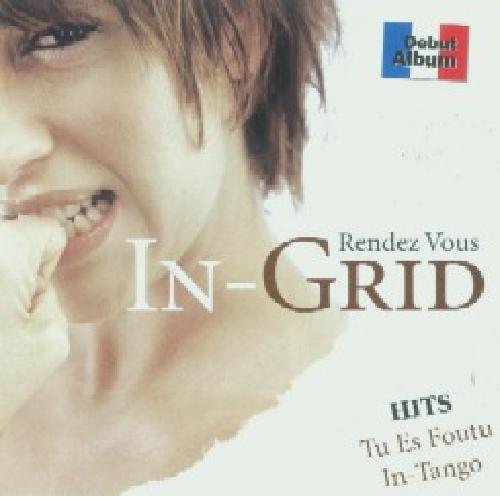 Debut
Album
Rendez Vous
IN-GRID
HITS
Tu Es Foutu
In-Tango